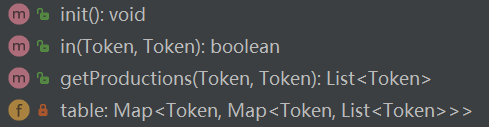 m init(): void
m in(Token, Token): boolean
m getProductions(Token, Token): List<Token>
f table: Map<Token, Map<Token, List<Token>>>